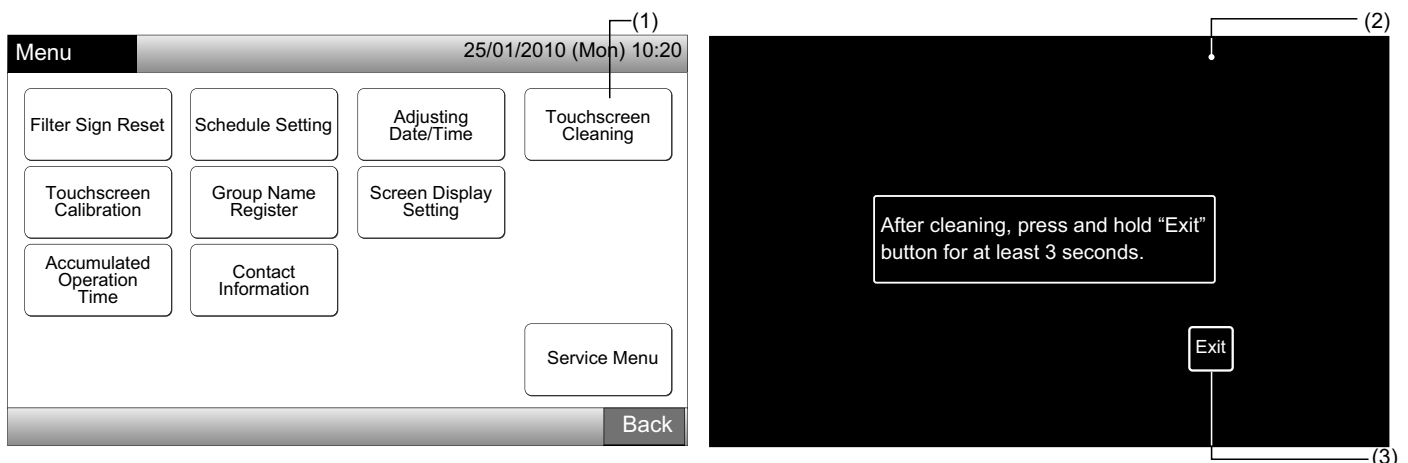 (1)
(2)
Menu
25/01/2010 (Mon) 10:20
Filter Sign Reset
Schedule Setting
Adjusting
Date/Time
Touchscreen
Cleaning
Touchscreen
Calibration
Group Name
Register
Screen Display
Setting
Accumulated
Operation
Time
Contact
Information
Service Menu
Back
After cleaning, press and hold “Exit”
button for at least 3 seconds.
Exit
(3)